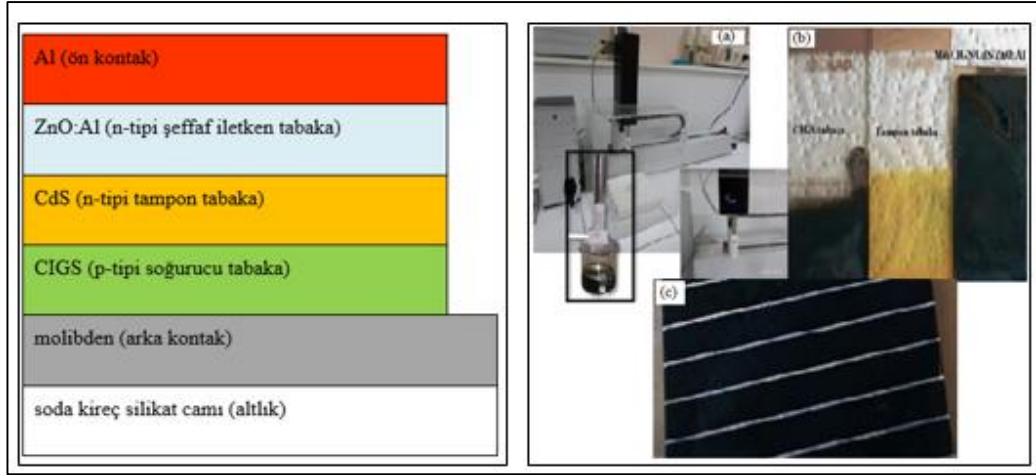 Al (ön kontak)
ZnO:Al (n-tipi şeffaf iletken tabaka)
CdS (n-tipi tampon tabaka)
CIGS (p-tipi soğurucu tabaka)
molibden (arka kontak)
soda kireç silikat camı (altlık)
(a)
(b)
tabaka
Tampon tabaka
(c)